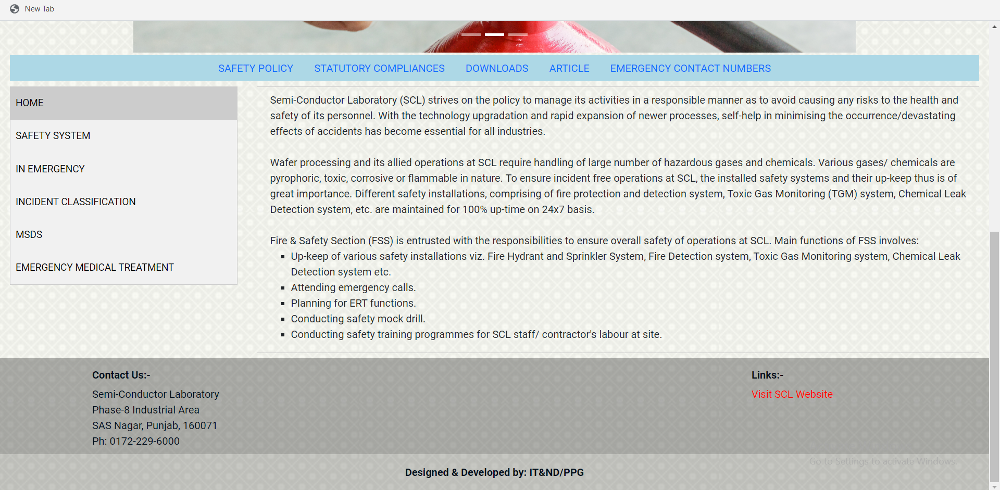 New Tab
SAFETY POLICY STATUTORY COMPLIANCES DOWNLOADS ARTICLE EMERGENCY CONTACT NUMBERS
HOME
SAFETY SYSTEM
IN EMERGENCY
INCIDENT CLASSIFICATION
MSDS
EMERGENCY MEDICAL TREATMENT
Semi-Conductor Laboratory (SCL) strives on the policy to manage its activities in a responsible manner as to avoid causing any risks to the health and
safety of its personnel. With the technology upgradation and rapid expansion of newer processes, self-help in minimising the occurrence/devastating
effects of accidents has become essential for all industries.
Wafer processing and its allied operations at SCL require handling of large number of hazardous gases and chemicals. Various gases/ chemicals are
pyrophoric, toxic, corrosive or flammable in nature. To ensure incident free operations at SCL, the installed safety systems and their up-keep thus is of
great importance. Different safety installations, comprising of fire protection and detection system, Toxic Gas Monitoring (TGM) system, Chemical Leak
Detection system, etc. are maintained for 100% up-time on 24x7 basis.
Fire & Safety Section (FSS) is entrusted with the responsibilities to ensure overall safety of operations at SCL. Main functions of FSS involves:
▪ Up-keep of various safety installations viz. Fire Hydrant and Sprinkler System, Fire Detection system, Toxic Gas Monitoring system, Chemical Leak
Detection system etc.
▪ Attending emergency calls.
▪ Planning for ERT functions.
▪ Conducting safety mock drill.
▪ Conducting safety training programmes for SCL staff/ contractor's labour at site.
Contact Us:-
Semi-Conductor Laboratory
Phase-8 Industrial Area
SAS Nagar, Punjab, 160071
Ph: 0172-229-6000
Links:-
Visit SCL Website
Go to Settings to activate Windows.
Designed & Developed by: IT&ND/PPG